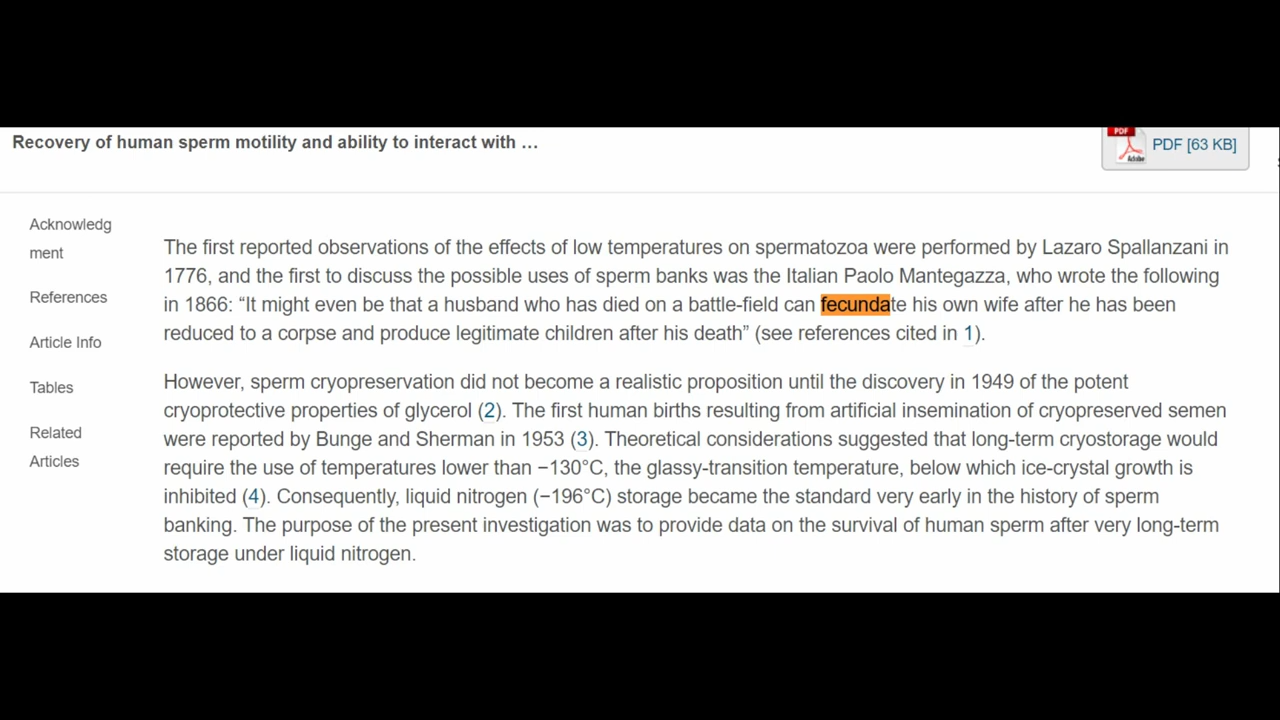 Recovery of human sperm motility and ability to interact with …
PDF
Adobe
PDF [63 KB]
Acknowledg
ment
References
Article Info
Tables
Related
Articles
The first reported observations of the effects of low temperatures on spermatozoa were performed by Lazaro Spallanzani in
1776, and the first to discuss the possible uses of sperm banks was the Italian Paolo Mantegazza, who wrote the following
in 1866: “It might even be that a husband who has died on a battle-field can fecundate his own wife after he has been
reduced to a corpse and produce legitimate children after his death” (see references cited in 1).
However, sperm cryopreservation did not become a realistic proposition until the discovery in 1949 of the potent
cryoprotective properties of glycerol (2). The first human births resulting from artificial insemination of cryopreserved semen
were reported by Bunge and Sherman in 1953 (3). Theoretical considerations suggested that long-term cryostorage would
require the use of temperatures lower than −130°C, the glassy-transition temperature, below which ice-crystal growth is
inhibited (4). Consequently, liquid nitrogen (−196°C) storage became the standard very early in the history of sperm
banking. The purpose of the present investigation was to provide data on the survival of human sperm after very long-term
storage under liquid nitrogen.